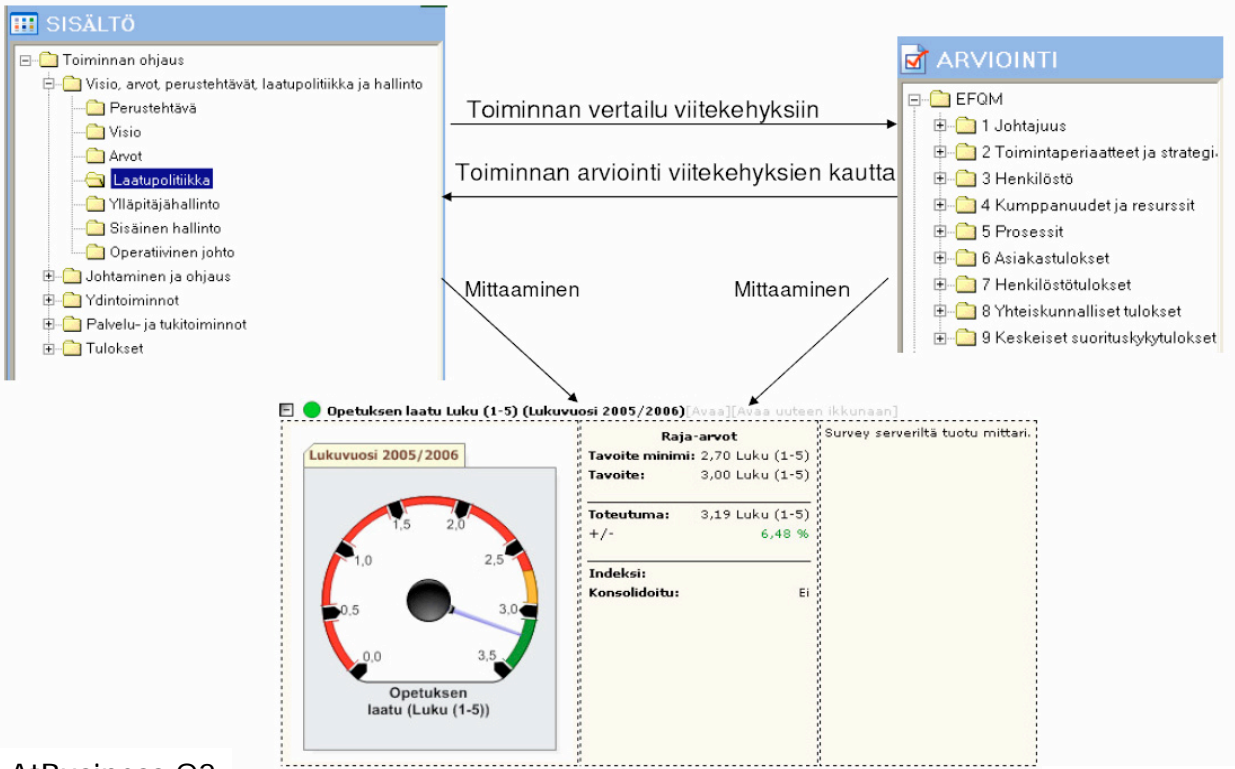 SISÄLTÖ
Toiminnan ohjaus
Visio, arvot, perustehtävät, laatupolitiikka ja hallinto
Perustehtävä
Visio
Arvot
Laatupolitiikka
Ylläpitäjähallinto
Sisäinen hallinto
Operatiivinen johto
Johtaminen ja ohjaus
Ydintoiminnot
Palvelu- ja tukitoiminnot
Tulokset
Toiminnan vertailu viitekehyksiin
Toiminnan arviointi viitekehyksien kautta
Mittaaminen
Mittaaminen
ARVIOINTI
EFQM
1 Johtajuus
2 Toimintaperiaatteet ja strategi
3 Henkilöstö
4 Kumppanuudet ja resurssit
5 Prosessit
6 Asiakastulokset
7 Henkilöstötulokset
8 Yhteiskunnalliset tulokset
9 Keskeiset suorituskykytulokset
Opetuksen laatu Luku (1-5) (Lukuvuosi 2005/2006)[Avaa][Avaa uuteen ikkunaan]
Lukuvuosi 2005/2006
0,0
0,5
1,0
1,5
2,0
2,5
3,0
3,5
Opetuksen
laatu (Luku (1-5))
Raja-arvot
Tavoite minimi: 2,70 Luku (1-5)
Tavoite: 3,00 Luku (1-5)
Toteutuma: 3,19 Luku (1-5)
+/- 6,48 %
Indeksi:
Konsolidoitu: Ei
Survey serveriltä tuotu mittari.